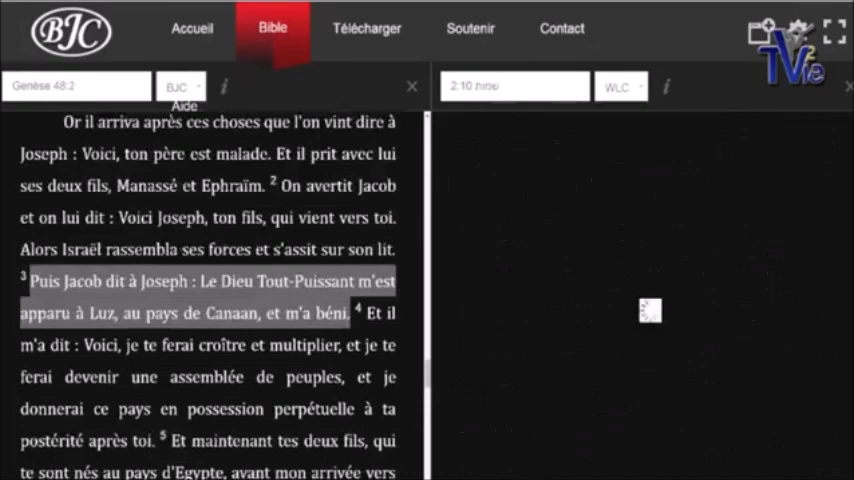 BJC
Accueil
Bible
Télécharger
Soutenir
Contact
TVie
2
Genèse 48:2
BJC
Aide
שמות 2:10
WLC
Or il arriva après ces choses que l'on vint dire à
Joseph : Voici, ton père est malade. Et il prit avec lui
ses deux fils, Manassé et Ephraïm. 2 On avertit Jacob
et on lui dit : Voici Joseph, ton fils, qui vient vers toi.
Alors Israël rassembla ses forces et s'assit sur son lit.
3 Puis Jacob dit à Joseph : Le Dieu Tout-Puissant m'est
apparu à Luz, au pays de Canaan, et m'a béni. 4 Et il
m'a dit : Voici, je te ferai croître et multiplier, et je te
ferai devenir une assemblée de peuples, et je
donnerai ce pays en possession perpétuelle à ta
postérité après toi. 5 Et maintenant tes deux fils, qui
te sont nés au pays d'Egypte, avant mon arrivée vers